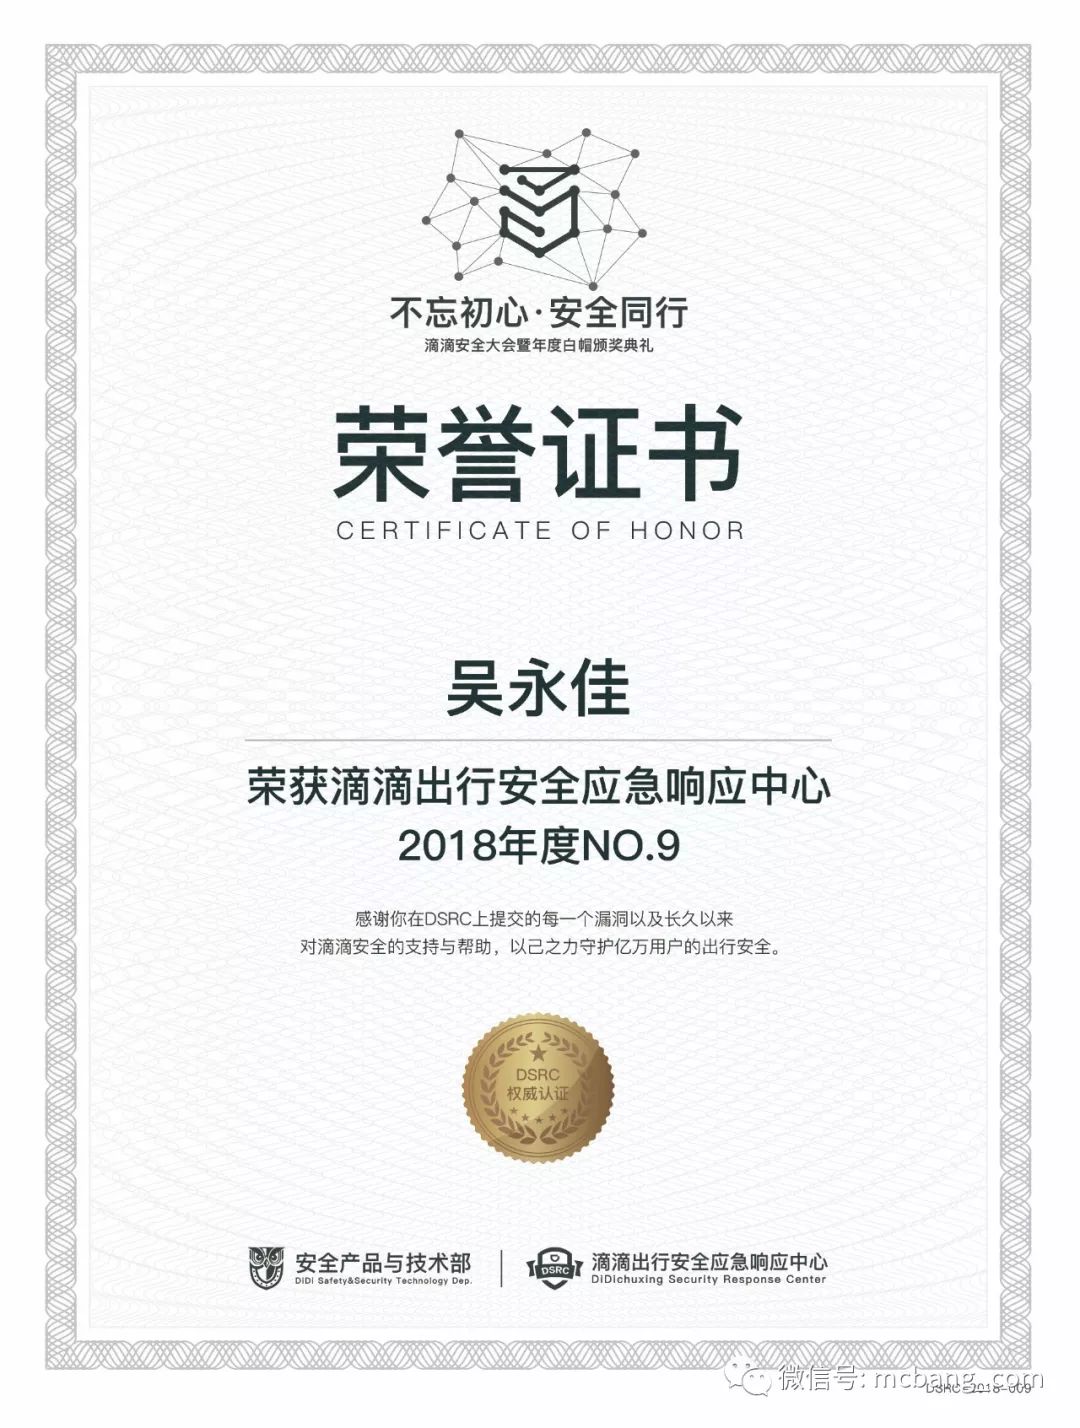 不忘初心·安全同行
滴滴安全大会暨年度白帽颁奖典礼
荣誉证书
CERTIFICATE OF HONOR
吴永佳
荣获滴滴出行安全应急响应中心
2018年度NO.9
感谢你在DSRC上提交的每一个漏洞以及长久以来
对滴滴安全的支持与帮助，以己之力守护亿万用户的出行安全。
DSRC
权威认证
安全产品与技术部
DiDi Safety&Security Technology Dep.
DSRC
滴滴出行安全应急响应中心
DiDichuxing Security Response Center
微信号: mcbang_com
DSRC-2018-009